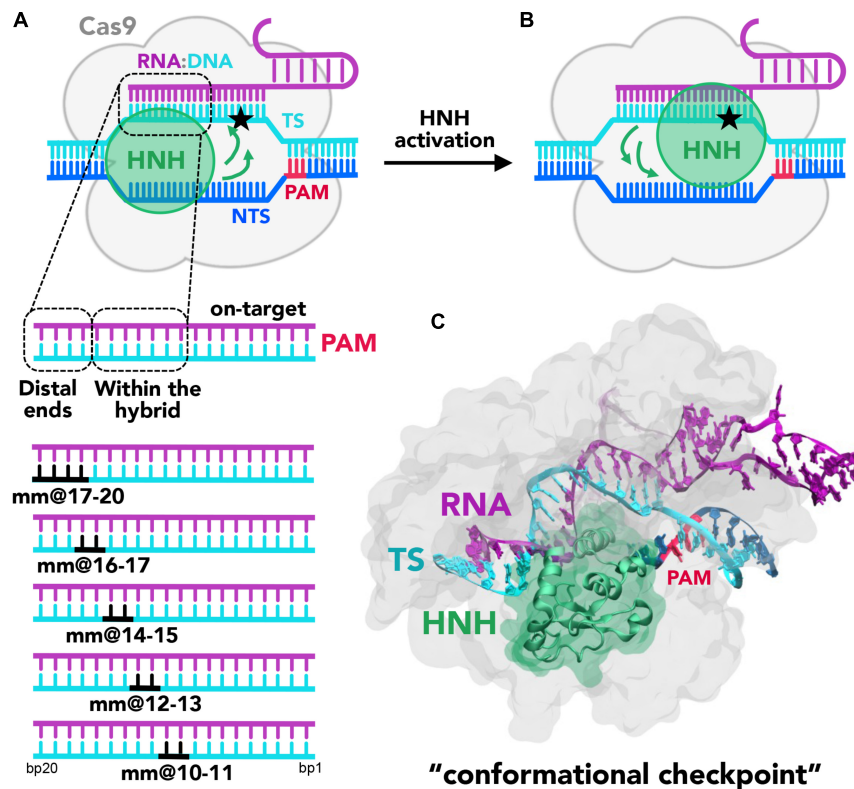 A
Cas9
RNA:DNA
TS
HNH
PAM
NTS
HNH
activation
B
HNH
on-target
PAM
Distal
ends
Within the
hybrid
mm@17-20
mm@16-17
mm@14-15
mm@12-13
mm@10-11
bp20
bp1
C
RNA
TS
HNH
PAM
“conformational checkpoint”